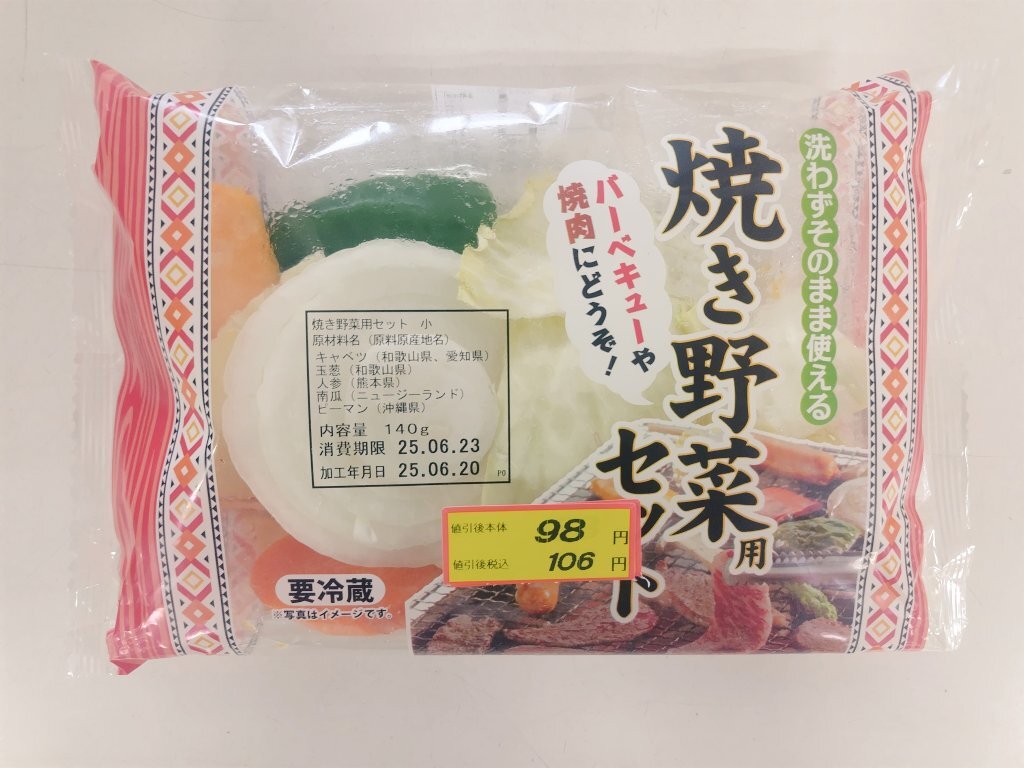 洗わずそのまま使える
焼き野菜用
セット
バーベキューや
焼肉にどうぞ!
焼き野菜用セット 小
原材料名(原料原産地名)
キャベツ(和歌山県、愛知県)
玉葱(和歌山県)
人参(熊本県)
南瓜(ニュージーランド)
ピーマン(沖縄県)
内容量 140g
消費期限 25.06.23
加工年月日 25.06.20 PO
値引後本体 98 円
値引後税込 106 円
要冷蔵
※写真はイメージです。